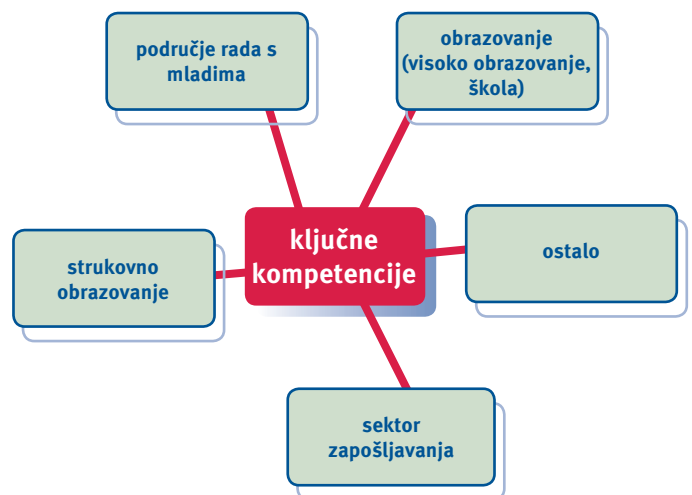 područje rada s
mladima
obrazovanje
(visoko obrazovanje,
škola)
ključne
kompetencije
ostalo
strukovno
obrazovanje
sektor
zapošljavanja